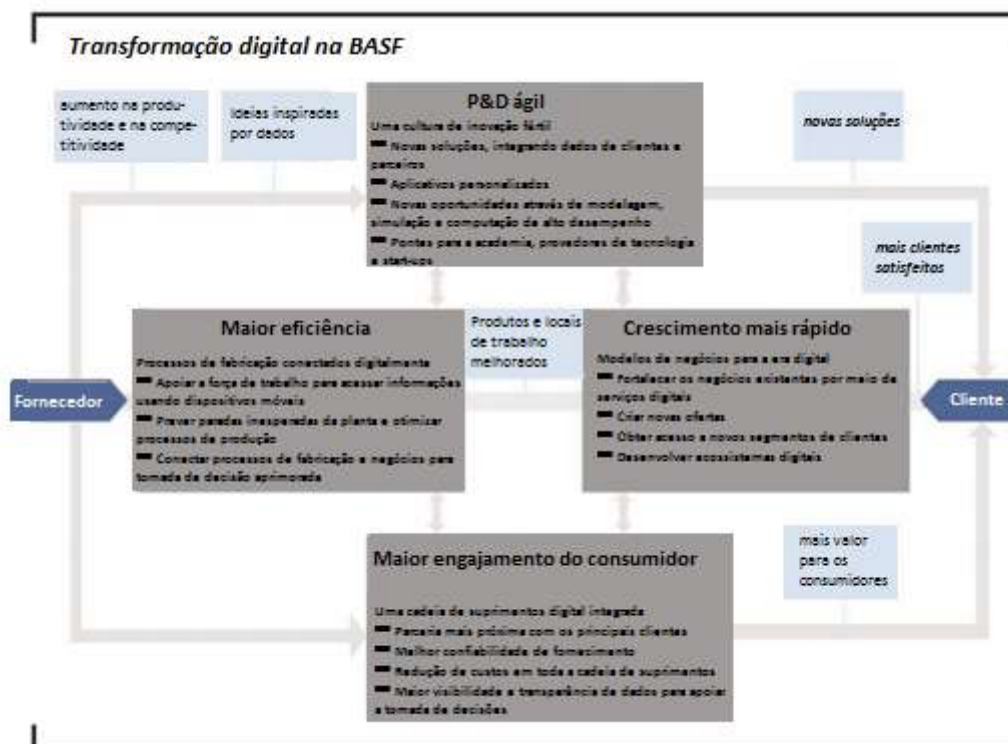 Transformação digital na BASF
aumento na produ-
tividade e na compe-
titividade
Ideias inspiradas
por dados
P&D ágil
Uma cultura de inovação fértil
Novas soluções, integrando dados de clientes e
parceiros
Aplicativos personalizados
Novas oportunidades através de modelagem,
simulação e computação de alto desempenho
Pontes para a academia, provedores de tecnologia
e start-ups
novas soluções
mais clientes
satisfeitos
Fornecedor
Maior eficiência
Processos de fabricação conectados digitalmente
Apoiar a força de trabalho para acessar informações
usando dispositivos móveis
Prever paradas inesperadas da planta e otimizar
processos de produção
Conectar processos de fabricação e negócios para
tomada de decisão aprimorada
Produtos e locais
de trabalho
melhorados
Crescimento mais rápido
Modelos de negócios para a era digital
Fortalecer os negócios existentes por meio de
serviços digitais
Criar novas ofertas
Obter acesso a novos segmentos de clientes
Desenvolver ecossistemas digitais
Cliente
Maior engajamento do consumidor
Uma cadeia de suprimentos digital integrada
Parceria mais próxima com os principais clientes
Melhor confiabilidade de fornecimento
Redução de custos em toda a cadeia de suprimentos
Maior visibilidade e transparência de dados para apoiar
a tomada de decisões
mais valor
para os
consumidores